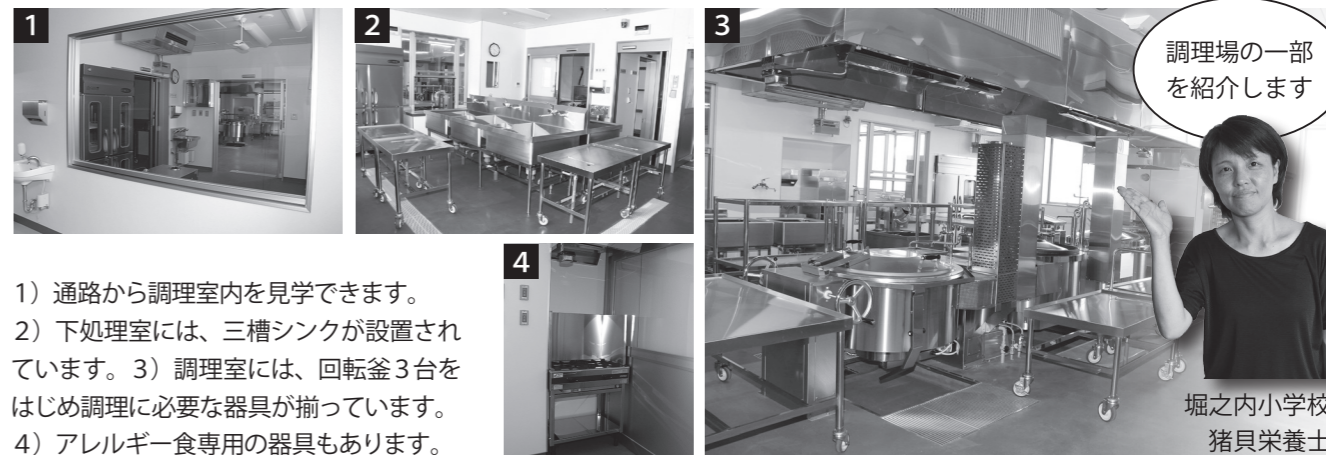 1
2
3
調理場の一部
を紹介します
4
1）通路から調理室内を見学できます。
2）下処理室には、三槽シンクが設置され
ています。3）調理室には、回転釜3台を
はじめ調理に必要な器具が揃っています。
4）アレルギー食専用の器具もあります。
堀之内小学校
猪貝栄養士